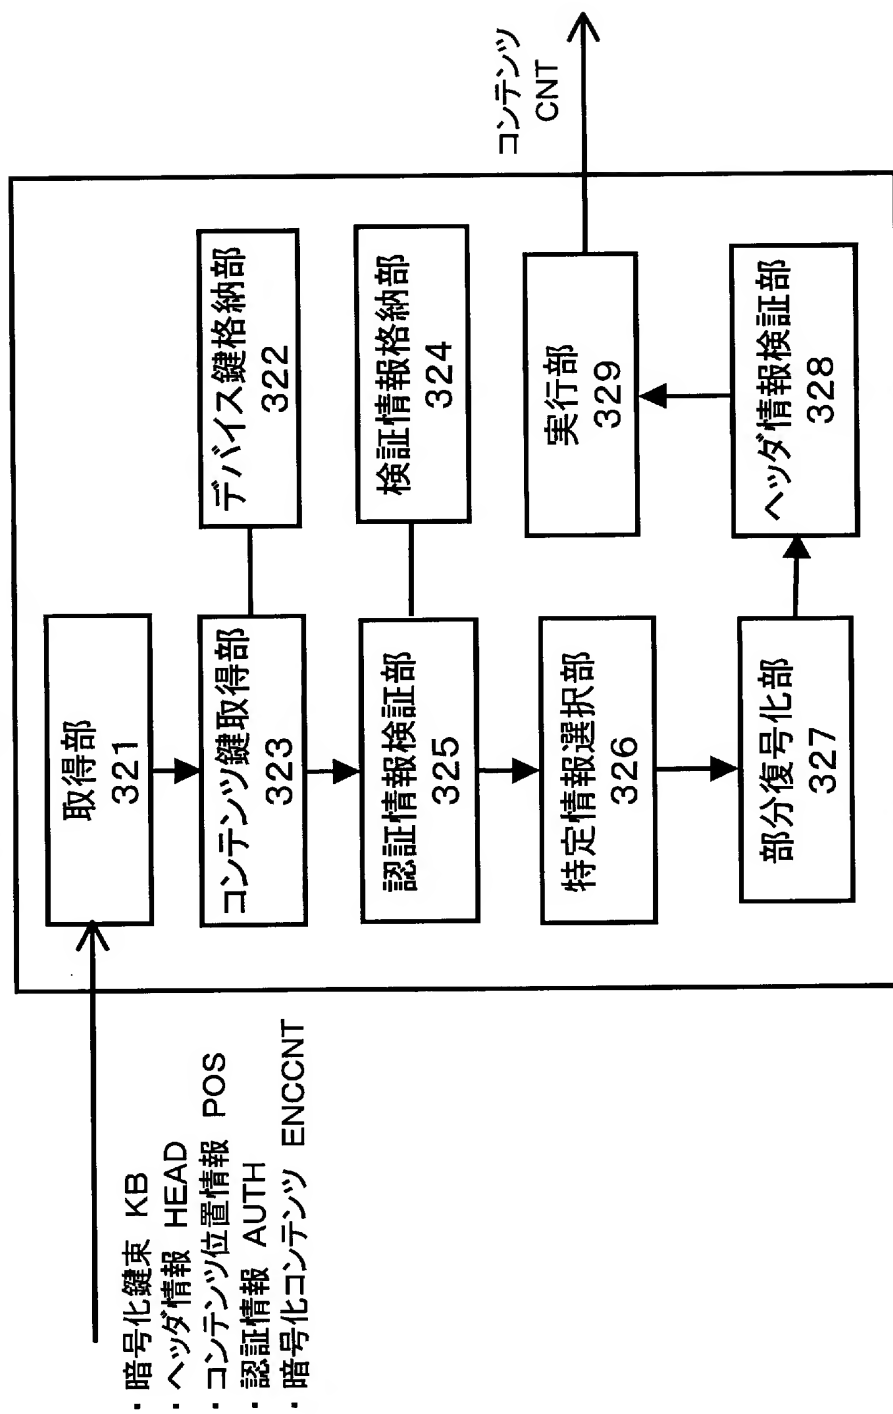 ・暗号化鍵束 KB
・ヘッダ情報 HEAD
・コンテンツ位置情報 POS
・認証情報 AUTH
・暗号化コンテンツ ENCCNT
取得部
321
デバイス鍵格納部
322
コンテンツ鍵取得部
323
検証情報格納部
324
認証情報検証部
325
特定情報選択部
326
部分復号化部
327
ヘッダ情報検証部
328
実行部
329
コンテンツ
CNT